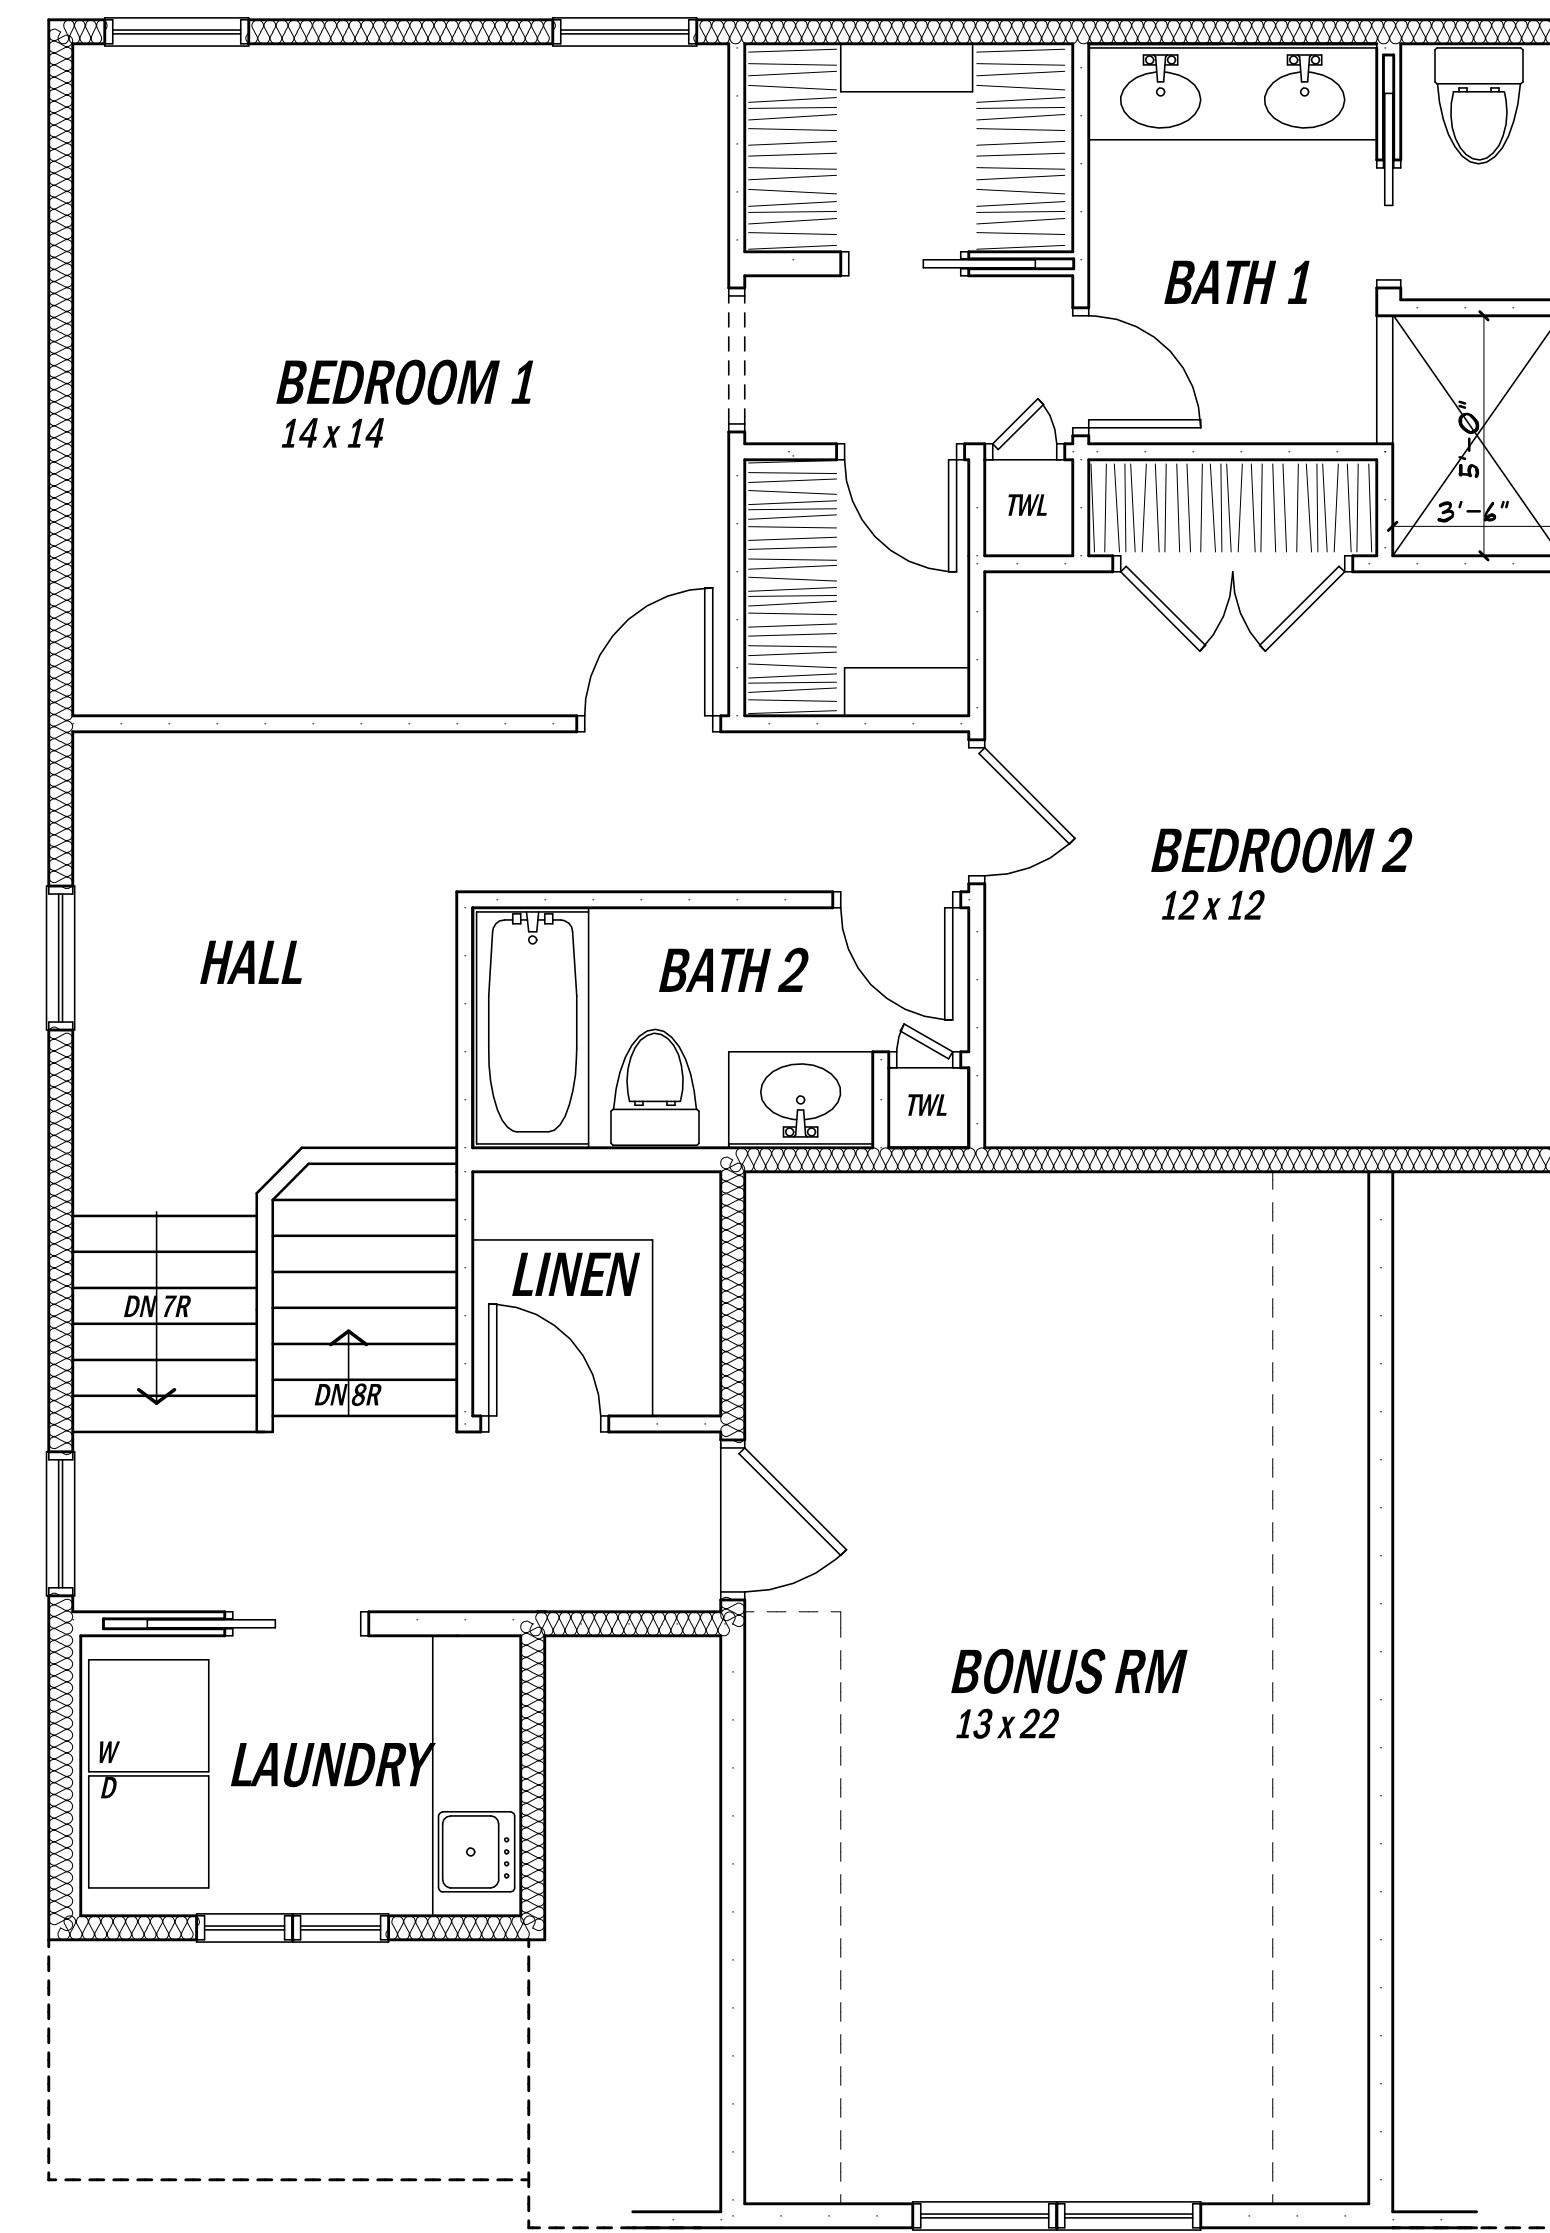 BATH 1
BEDROOM 1
14 x 14
5'-0"
3'-6"
TWL
BEDROOM 2
12 x 12
HALL
BATH 2
TWL
LINEN
DN 7R
DN 8R
BONUS RM
13 x 22
LAUNDRY
W
D